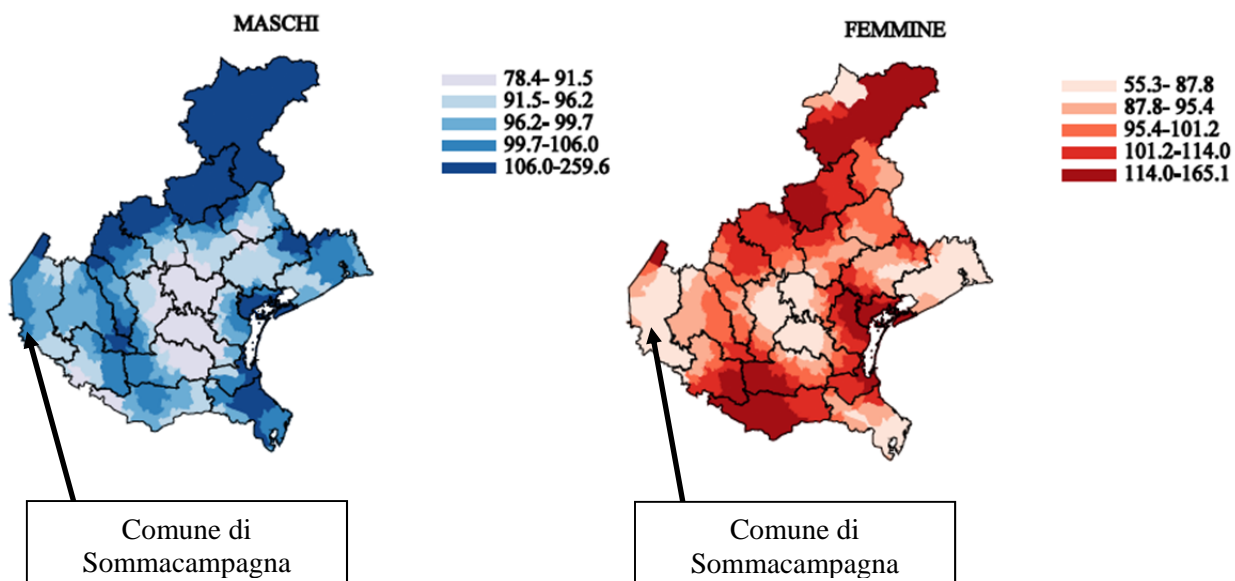 MASCHI
78.4- 91.5
91.5- 96.2
96.2- 99.7
99.7-106.0
106.0-259.6
Comune di
Sommacampagna
FEMMINE
55.3- 87.8
87.8- 95.4
95.4-101.2
101.2-114.0
114.0-165.1
Comune di
Sommacampagna